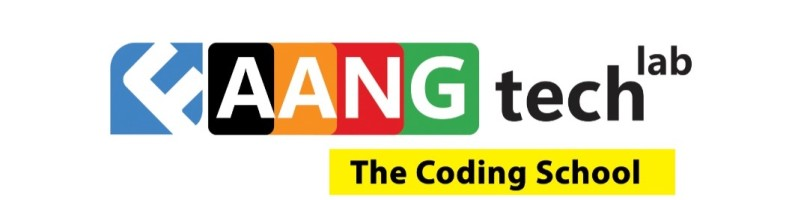 FAANG tech lab
The Coding School